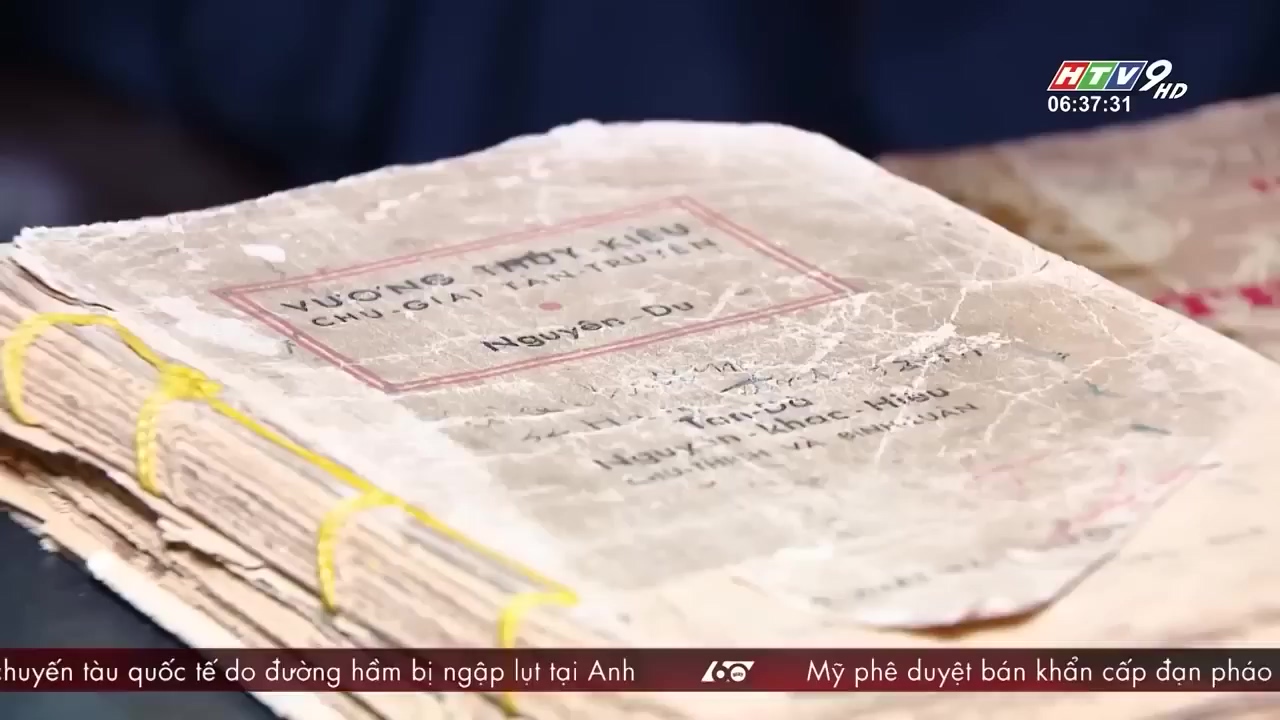 HTV9 HD
06:37:31
VƯƠNG THÚY-KIỀU
CHÚ-GIẢI TÂN-TRUYỆN
Nguyễn-Du
Tản-Đà
Nguyễn-khắc-Hiếu
CHÚ-THÍCH VÀ BÌNH-LUẬN
chuyến tàu quốc tế do đường hầm bị ngập lụt tại Anh
60 giây
Mỹ phê duyệt bán khẩn cấp đạn pháo